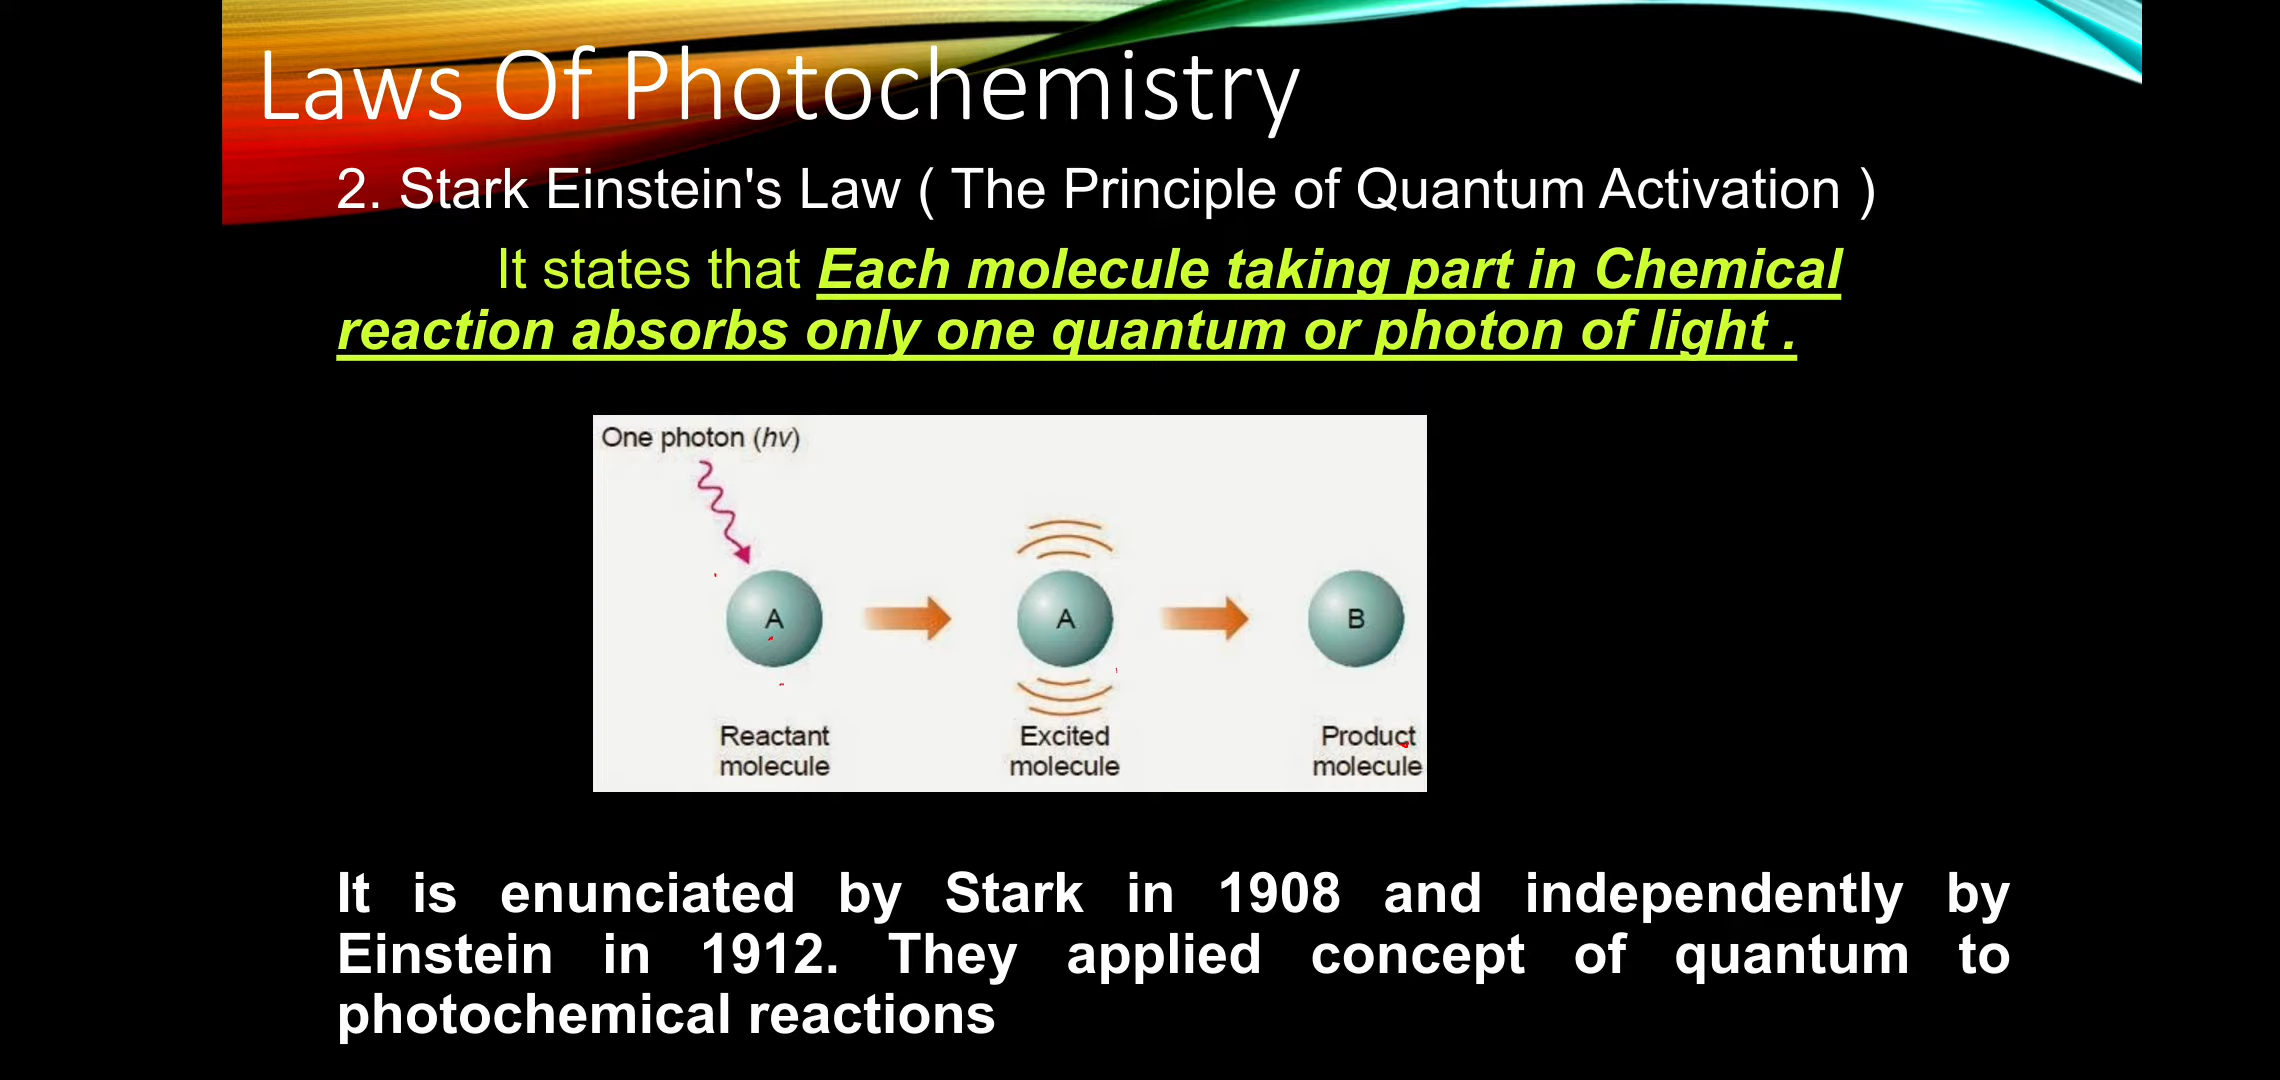 Laws Of Photochemistry
2. Stark Einstein's Law ( The Principle of Quantum Activation )
It states that Each molecule taking part in Chemical
reaction absorbs only one quantum or photon of light .
One photon (hv)
A
A
B
Reactant
molecule
Excited
molecule
Product
molecule
It is enunciated by Stark in 1908 and independently by
Einstein in 1912. They applied concept of quantum to
photochemical reactions